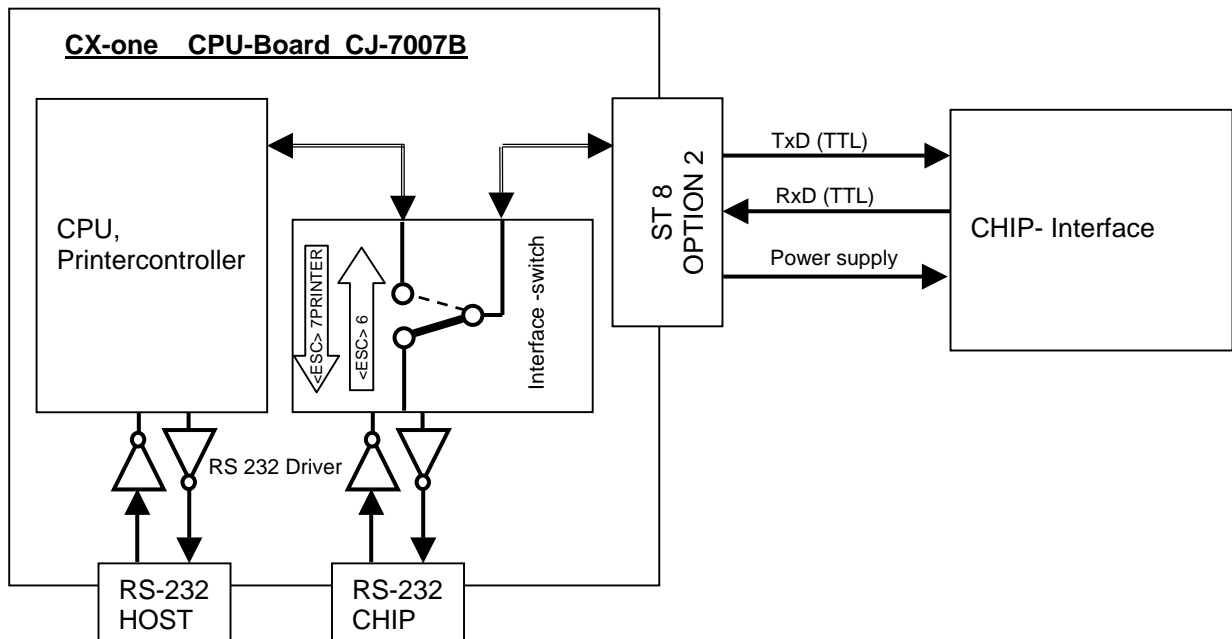 CX-one CPU-Board CJ-7007B
CPU,
Printercontroller
<ESC> 7PRINTER
<ESC> 6
Interface -switch
ST 8
OPTION 2
TxD (TTL)
RxD (TTL)
Power supply
CHIP- Interface
RS 232 Driver
RS-232
HOST
RS-232
CHIP